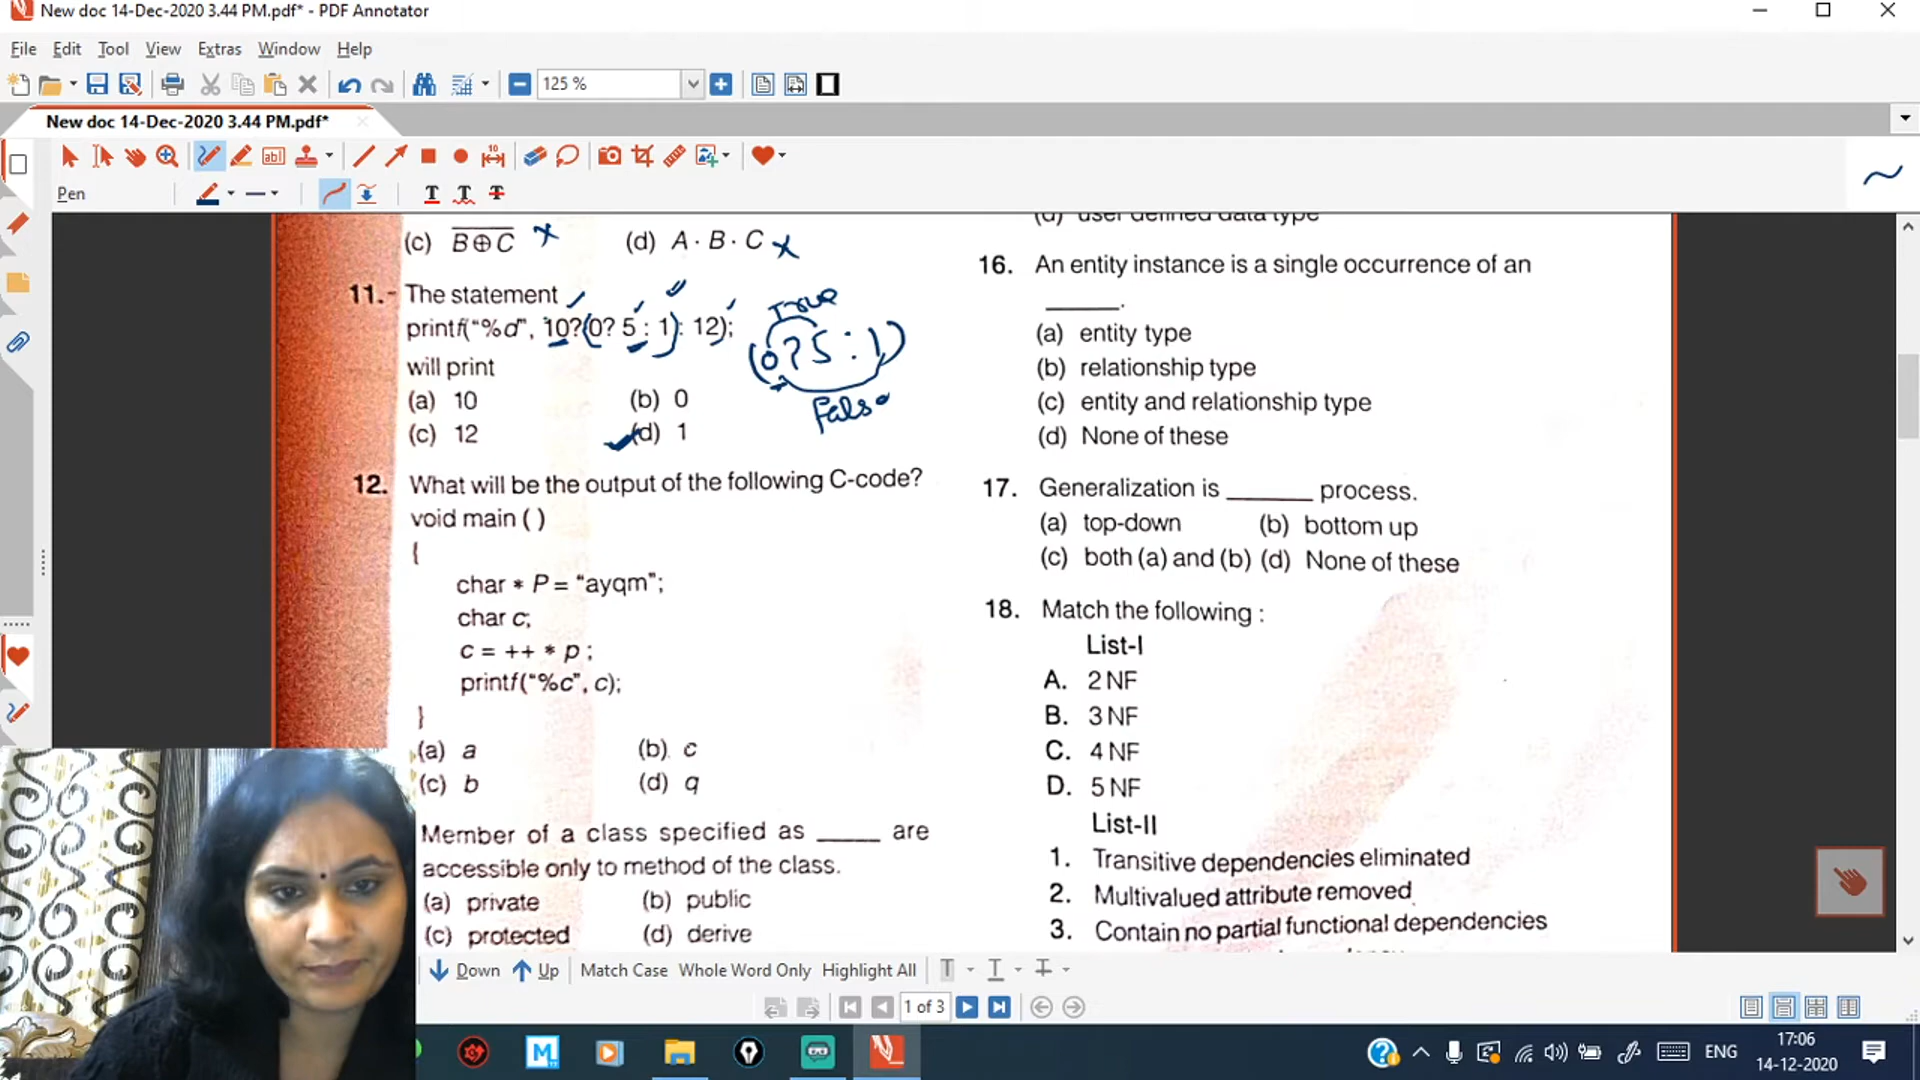 New doc 14-Dec-2020 3.44 PM.pdf* - PDF Annotator
File Edit Tool View Extras Window Help
125 %
New doc 14-Dec-2020 3.44 PM.pdf*
Pen
(c) B⊕C (d) A · B · C
11. The statement
printf("%d", 10?(0? 5 : 1): 12);
will print
(a) 10 (b) 0
(c) 12 (d) 1
True
(0?5:1)
False
12. What will be the output of the following C-code?
void main ( )
{
char * P = “ayqm”;
char c;
c = ++ * p ;
printf("%c", c);
}
(a) a (b) c
(c) b (d) q
Member of a class specified as _____ are
accessible only to method of the class.
(a) private (b) public
(c) protected (d) derive
(d) user defined data type
16. An entity instance is a single occurrence of an
______.
(a) entity type
(b) relationship type
(c) entity and relationship type
(d) None of these
17. Generalization is ______ process.
(a) top-down (b) bottom up
(c) both (a) and (b) (d) None of these
18. Match the following :
List-I
A. 2 NF
B. 3 NF
C. 4 NF
D. 5 NF
List-II
1. Transitive dependencies eliminated
2. Multivalued attribute removed
3. Contain no partial functional dependencies
Down Up Match Case Whole Word Only Highlight All
1 of 3
ENG
17:06
14-12-2020